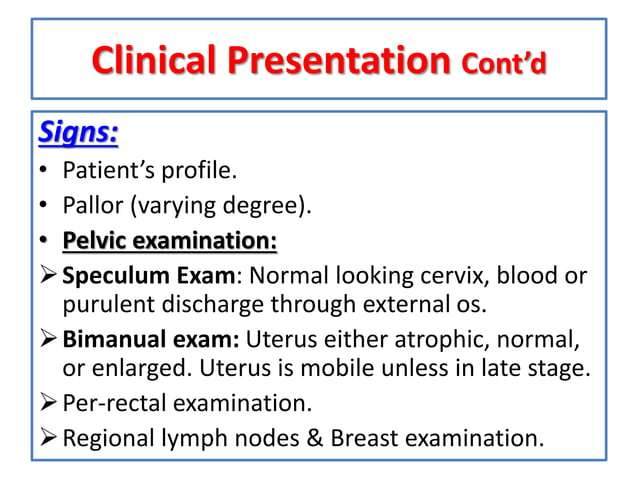 Clinical Presentation Cont’d
Signs:
• Patient’s profile.
• Pallor (varying degree).
• Pelvic examination:
➢ Speculum Exam: Normal looking cervix, blood or
purulent discharge through external os.
➢ Bimanual exam: Uterus either atrophic, normal,
or enlarged. Uterus is mobile unless in late stage.
➢ Per-rectal examination.
➢ Regional lymph nodes & Breast examination.